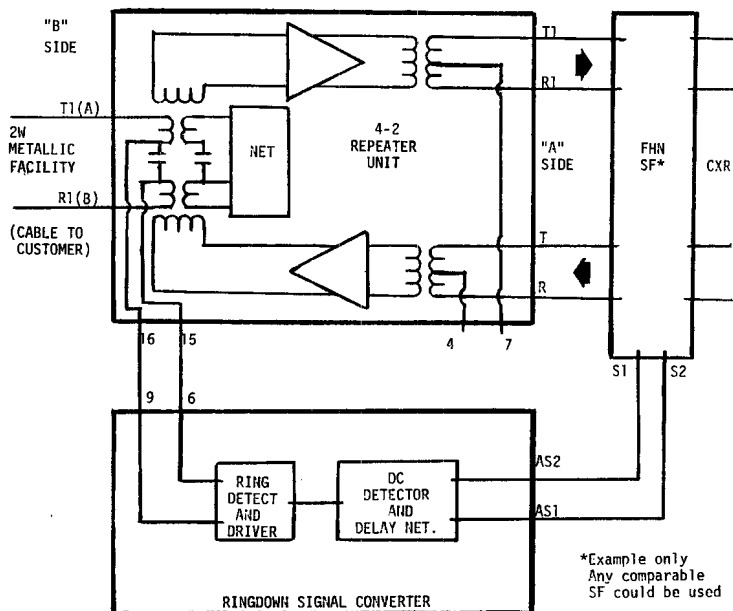 "B"
SIDE
T1
R1
T1(A)
2W
METALLIC
FACILITY
NET
4-2
REPEATER
UNIT
"A"
SIDE
FHN
SF*
CXR
R1(B)
(CABLE TO
CUSTOMER)
T
R
16
15
4
7
S1
S2
9
6
AS2
AS1
RING
DETECT
AND
DRIVER
DC
DETECTOR
AND
DELAY NET.
RINGDOWN SIGNAL CONVERTER
*Example only
Any comparable
SF could be used